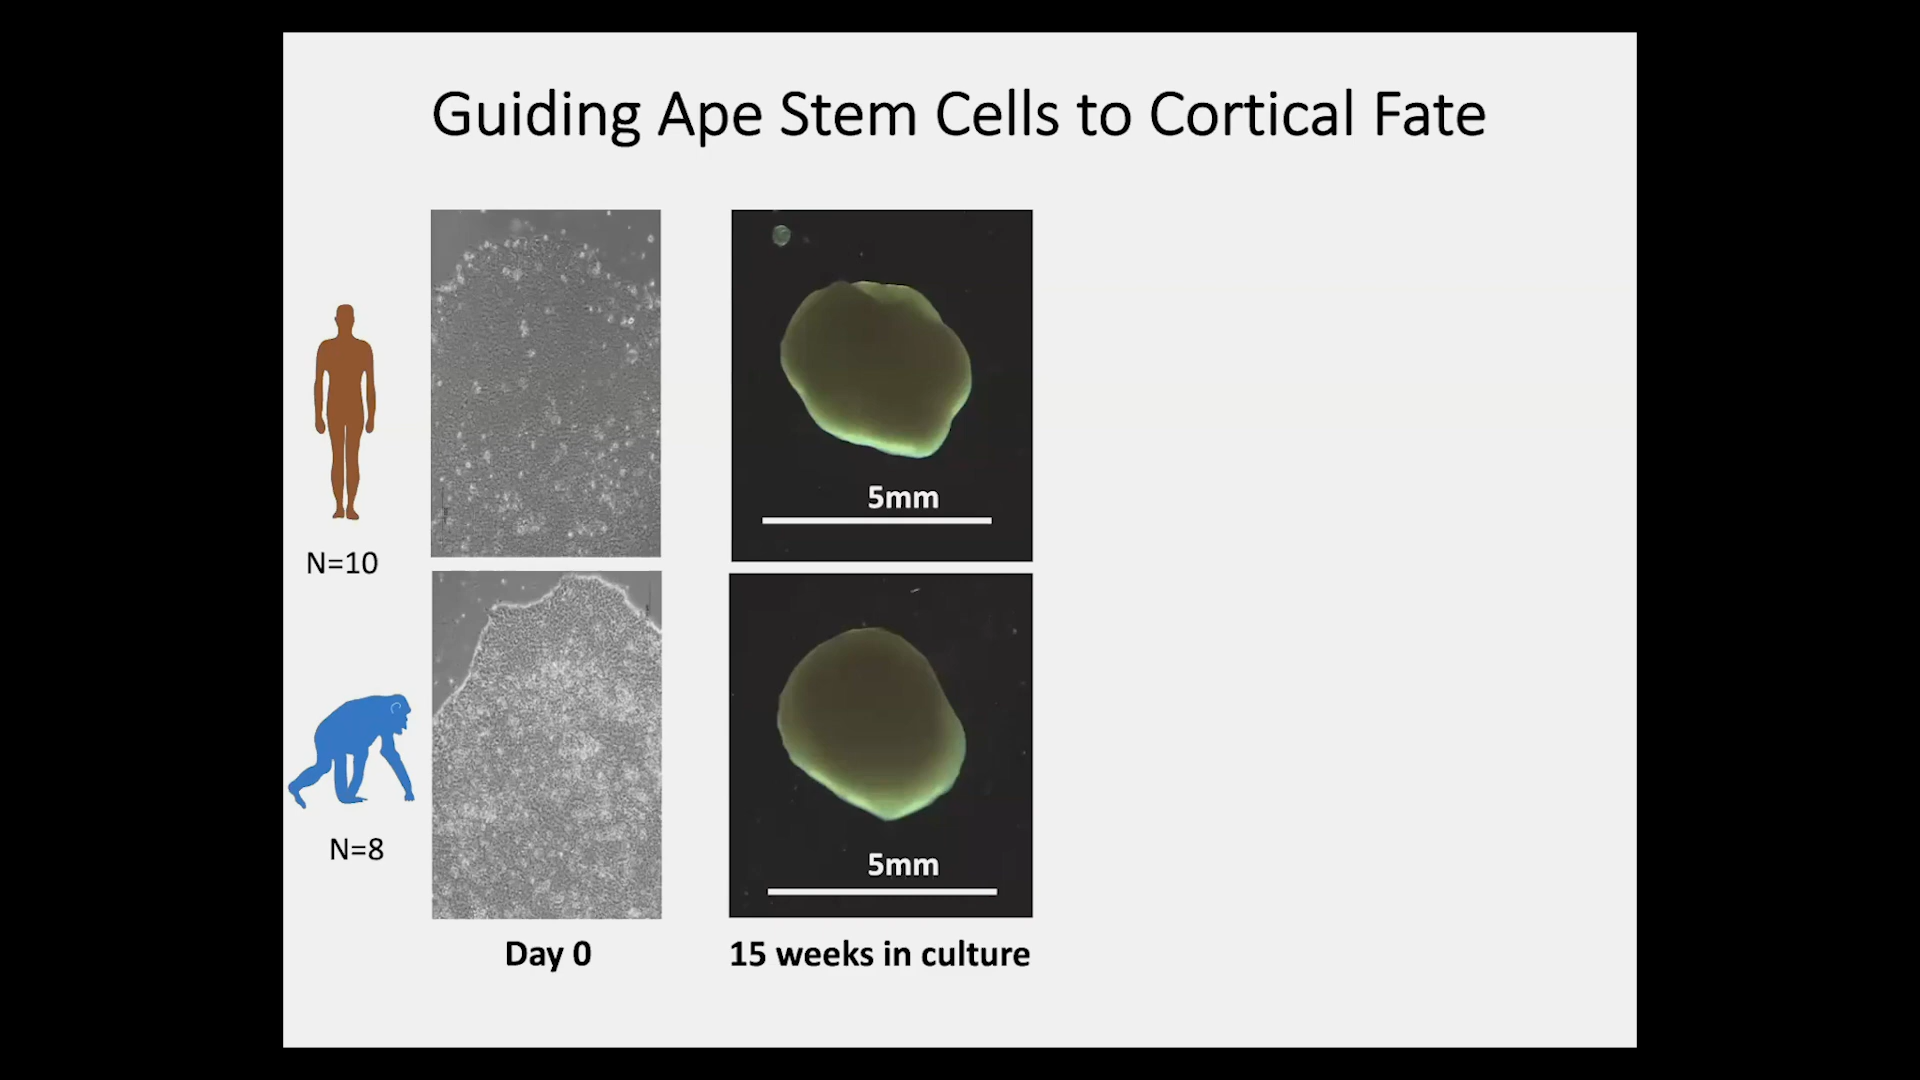 Guiding Ape Stem Cells to Cortical Fate
5mm
N=10
5mm
N=8
Day 0
15 weeks in culture